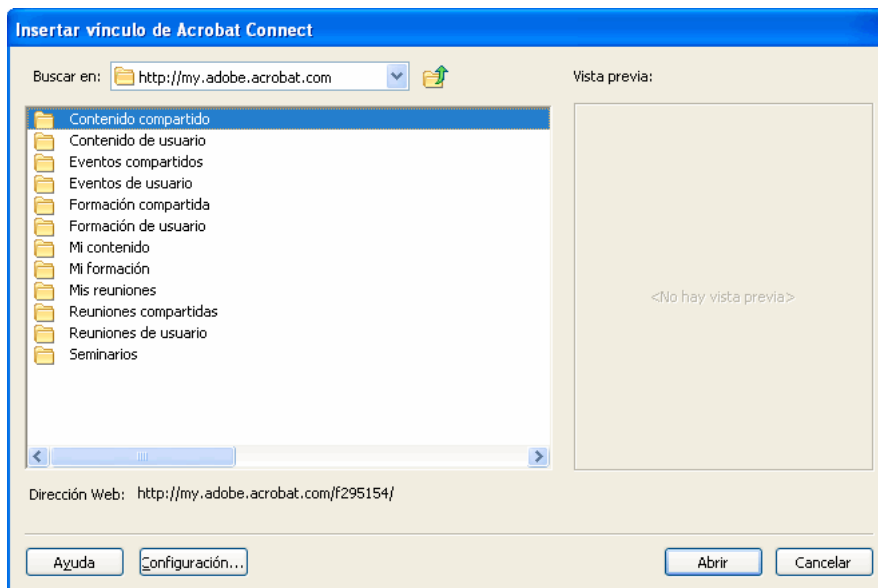 Insertar vínculo de Acrobat Connect
Buscar en: http://my.adobe.acrobat.com
Vista previa:
Contenido compartido
Contenido de usuario
Eventos compartidos
Eventos de usuario
Formación compartida
Formación de usuario
Mi contenido
Mi formación
Mis reuniones
Reuniones compartidas
Reuniones de usuario
Seminarios
<No hay vista previa>
Dirección Web: http://my.adobe.acrobat.com/f295154/
Ayuda Configuración... Abrir Cancelar